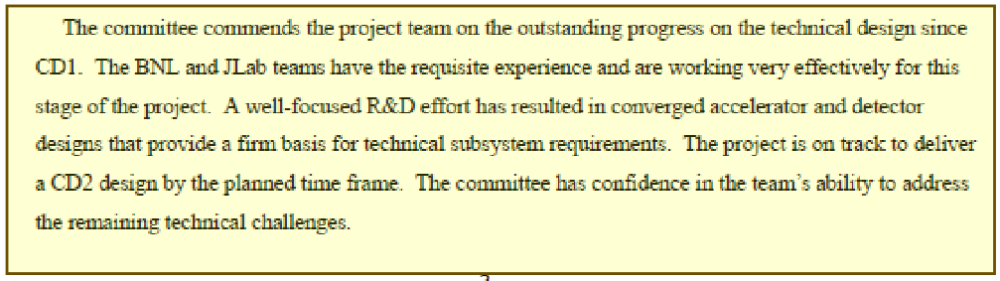 The committee commends the project team on the outstanding progress on the technical design since
CD1. The BNL and JLab teams have the requisite experience and are working very effectively for this
stage of the project. A well-focused R&D effort has resulted in converged accelerator and detector
designs that provide a firm basis for technical subsystem requirements. The project is on track to deliver
a CD2 design by the planned time frame. The committee has confidence in the team's ability to address
the remaining technical challenges.